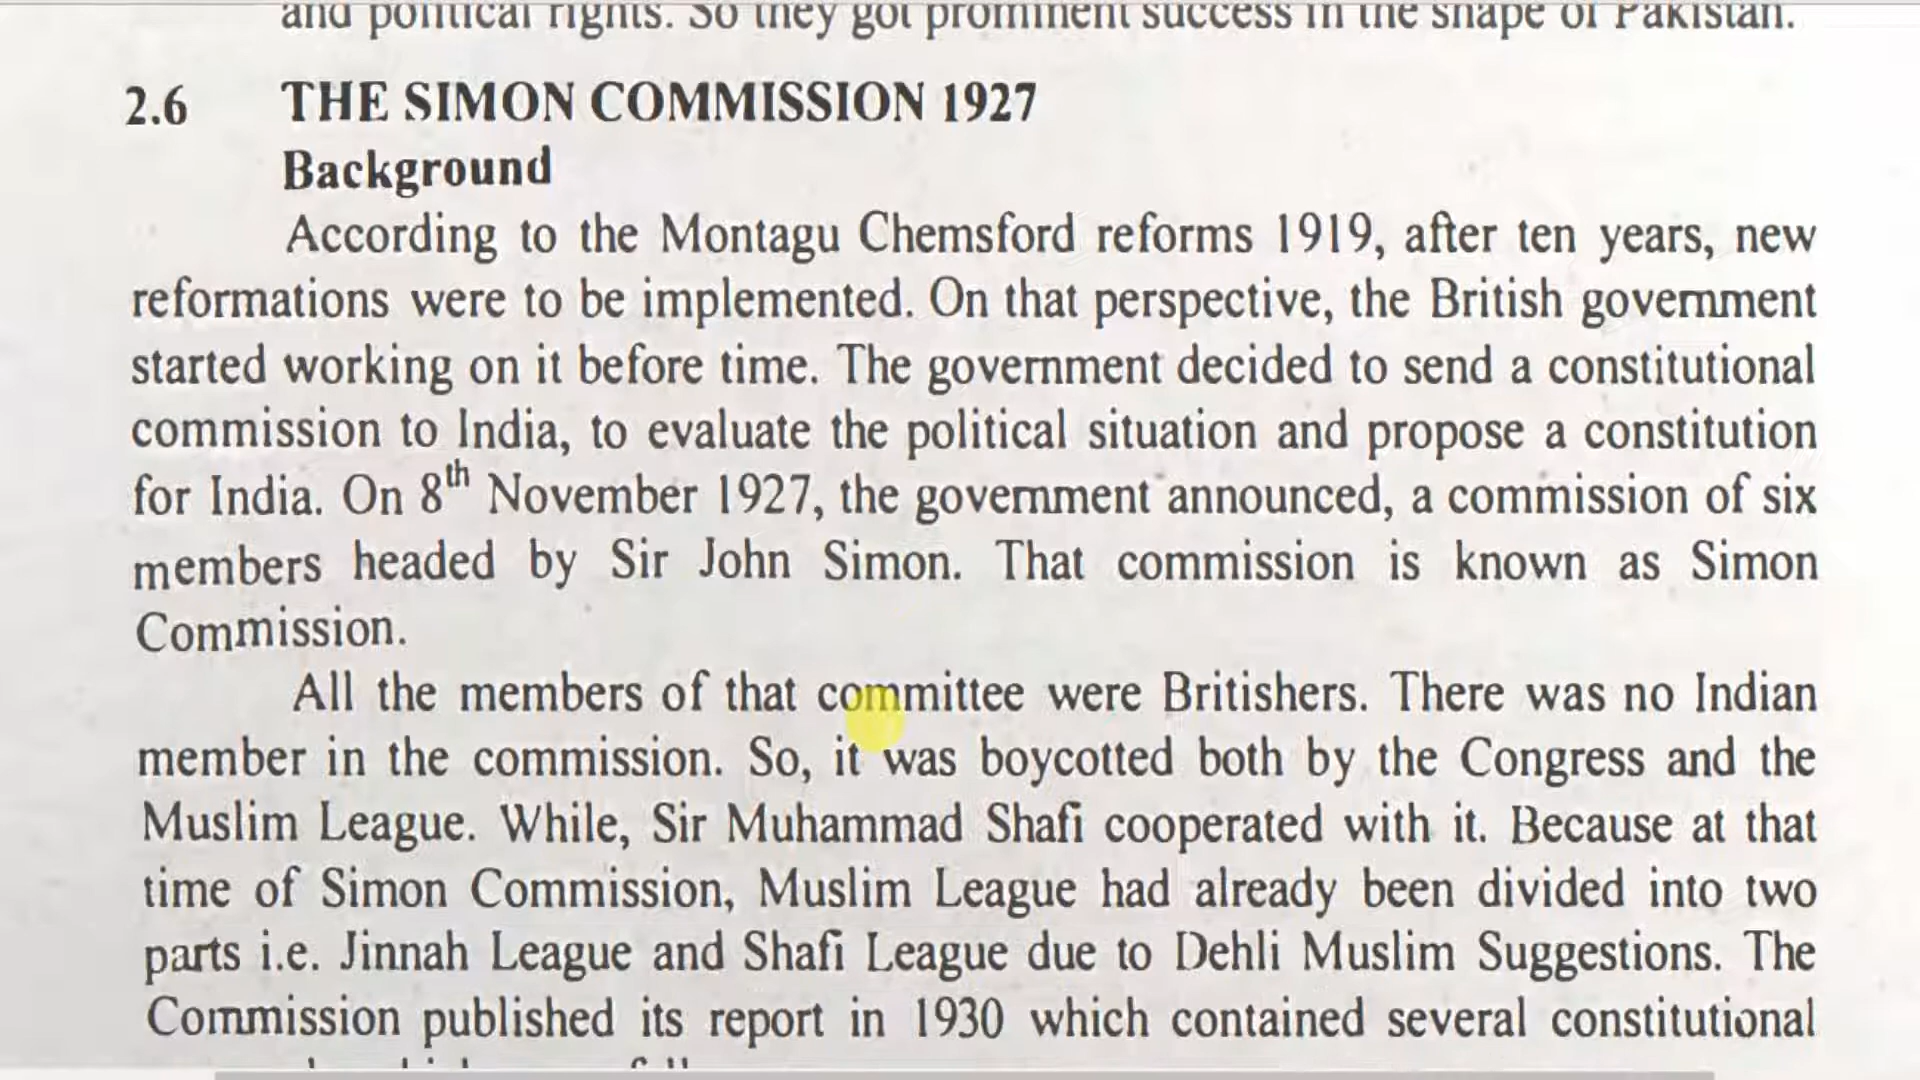 and political rights. So they got prominent success in the shape of Pakistan.
2.6 THE SIMON COMMISSION 1927
Background
According to the Montagu Chemsford reforms 1919, after ten years, new
reformations were to be implemented. On that perspective, the British government
started working on it before time. The government decided to send a constitutional
commission to India, to evaluate the political situation and propose a constitution
for India. On 8th November 1927, the government announced, a commission of six
members headed by Sir John Simon. That commission is known as Simon
Commission.
All the members of that committee were Britishers. There was no Indian
member in the commission. So, it was boycotted both by the Congress and the
Muslim League. While, Sir Muhammad Shafi cooperated with it. Because at that
time of Simon Commission, Muslim League had already been divided into two
parts i.e. Jinnah League and Shafi League due to Dehli Muslim Suggestions. The
Commission published its report in 1930 which contained several constitutional